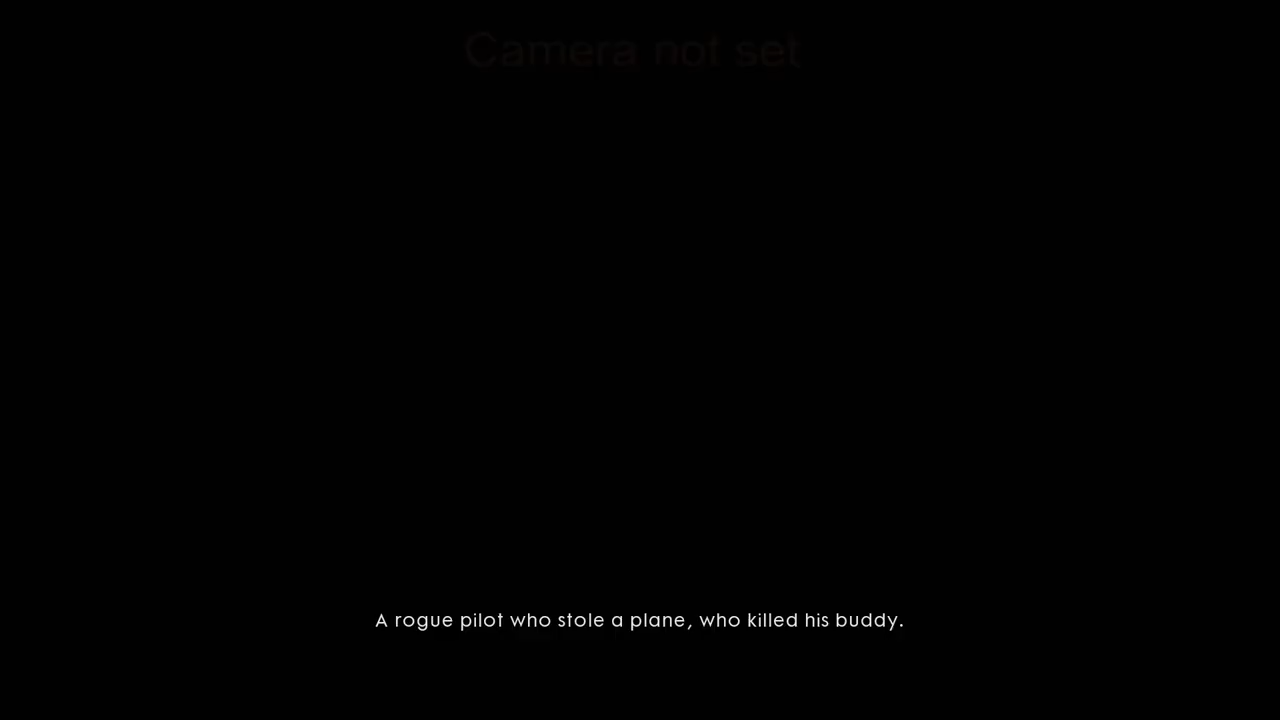 Camera not set
A rogue pilot who stole a plane, who killed his buddy.